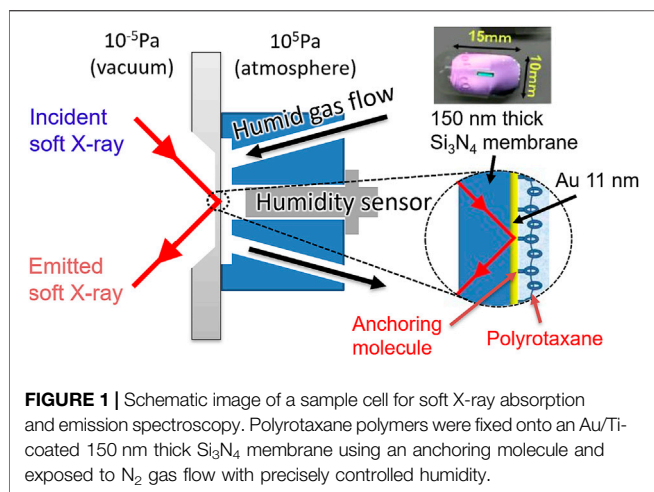 10⁻⁵Pa
(vacuum)
10⁵Pa
(atmosphere)
15mm
10mm
Incident
soft X-ray
Humid gas flow
150 nm thick
Si₃N₄ membrane
Au 11 nm
Humidity sensor
Emitted
soft X-ray
Anchoring
molecule
Polyrotaxane
FIGURE 1 | Schematic image of a sample cell for soft X-ray absorption
and emission spectroscopy. Polyrotaxane polymers were fixed onto an Au/Ti-
coated 150 nm thick Si₃N₄ membrane using an anchoring molecule and
exposed to N₂ gas flow with precisely controlled humidity.